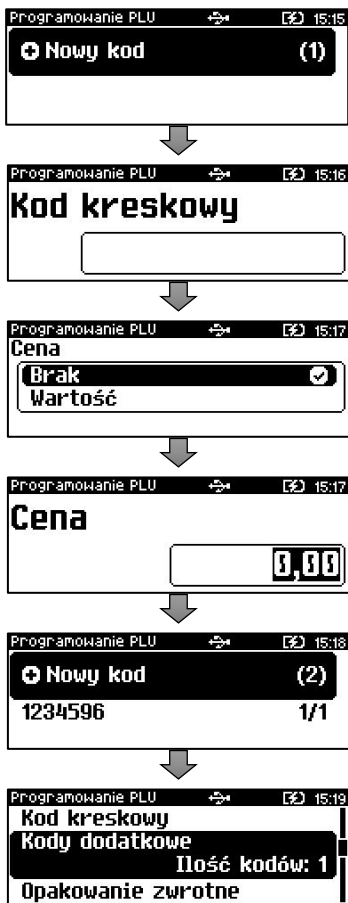 Programowanie PLU 15:15
Nowy kod (1)
Programowanie PLU 15:16
Kod kreskowy
Programowanie PLU 15:17
Cena
Brak
Wartość
Programowanie PLU 15:17
Cena
0,00
Programowanie PLU 15:18
Nowy kod (2)
1234596 1/1
Programowanie PLU 15:19
Kod kreskowy
Kody dodatkowe
Ilość kodów: 1
Opakowanie zwrotne